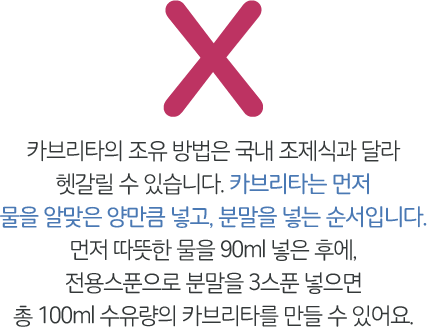 X
카브리타의 조유 방법은 국내 조제식과 달라
헷갈릴 수 있습니다. 카브리타는 먼저
물을 알맞은 양만큼 넣고, 분말을 넣는 순서입니다.
먼저 따뜻한 물을 90ml 넣은 후에,
전용스푼으로 분말을 3스푼 넣으면
총 100ml 수유량의 카브리타를 만들 수 있어요.